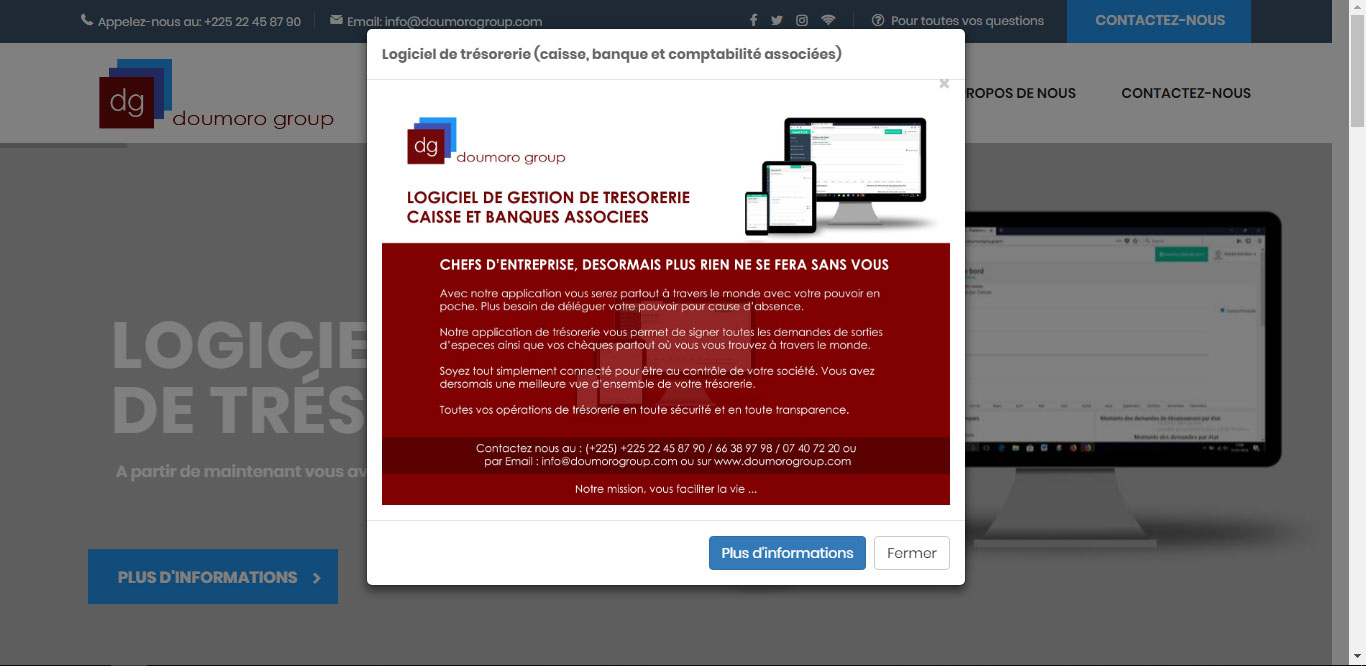 Appelez-nous au: +225 22 45 87 90
Email: info@doumorogroup.com
Pour toutes vos questions
CONTACTEZ-NOUS
dg
doumoro group
ROPOS DE NOUS
CONTACTEZ-NOUS
LOGICIE
DE TRÉS
A partir de maintenant vous av
PLUS D'INFORMATIONS
Logiciel de trésorerie (caisse, banque et comptabilité associées)
×
dg
doumoro group
LOGICIEL DE GESTION DE TRESORERIE
CAISSE ET BANQUES ASSOCIEES
CHEFS D'ENTREPRISE, DESORMAIS PLUS RIEN NE SE FERA SANS VOUS
Avec notre application vous serez partout à travers le monde avec votre pouvoir en
poche. Plus besoin de déléguer votre pouvoir pour cause d'absence.
Notre application de trésorerie vous permet de signer toutes les demandes de sorties
d'especes ainsi que vos chèques partout où vous vous trouvez à travers le monde.
Soyez tout simplement connecté pour être au contrôle de votre société. Vous avez
dersomais une meilleure vue d'ensemble de votre trésorerie.
Toutes vos opérations de trésorerie en toute sécurité et en toute transparence.
Contactez nous au : (+225) +225 22 45 87 90 / 66 38 97 98 / 07 40 72 20 ou
par Email : info@doumorogroup.com ou sur www.doumorogroup.com
Notre mission, vous faciliter la vie ...
Plus d'informations
Fermer
Montants des demandes par état